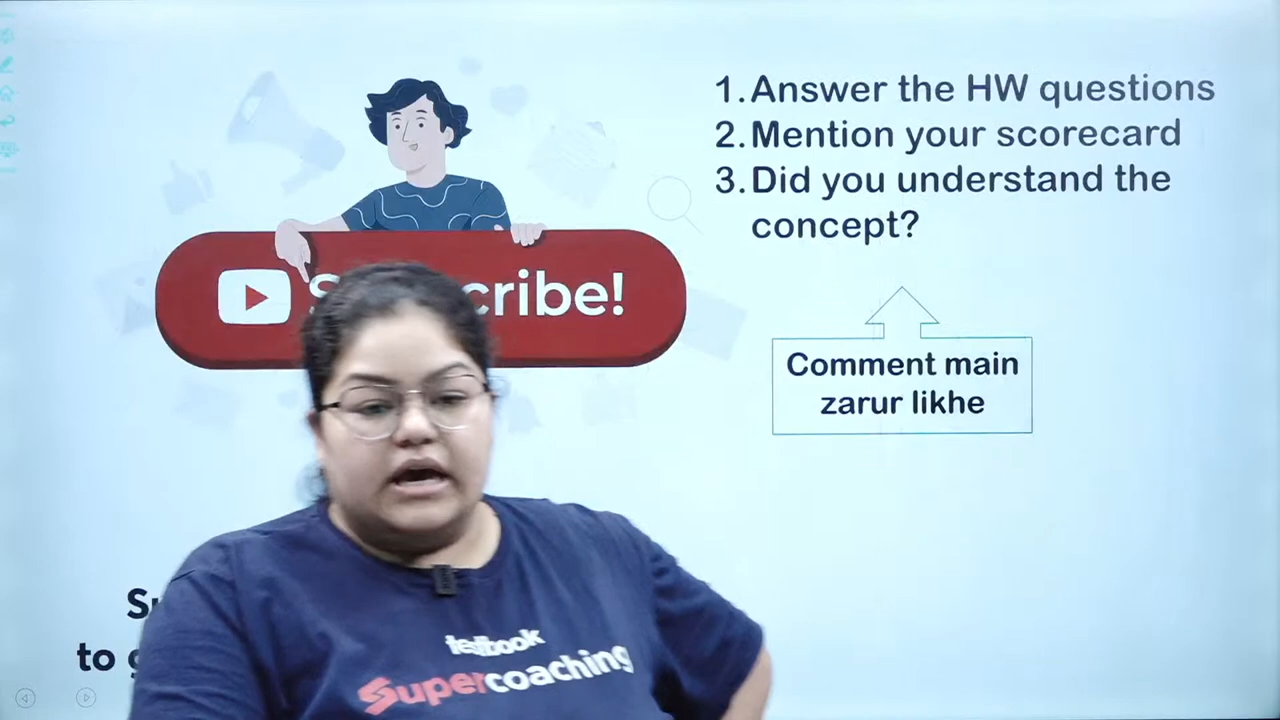 1. Answer the HW questions
2. Mention your scorecard
3. Did you understand the
concept?
cribe!
Comment main
zarur likhe
to
testbook
Supercoaching